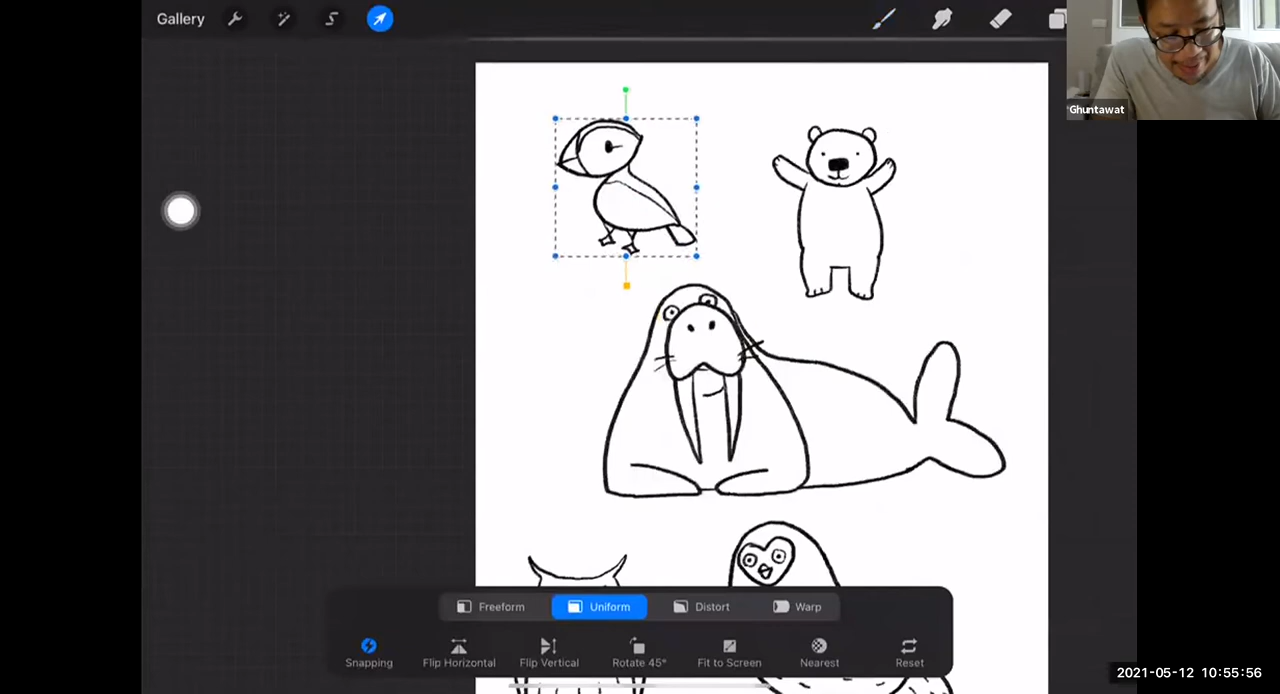 Gallery
Ghuntawat
Freeform Uniform Distort Warp
Snapping Flip Horizontal Flip Vertical Rotate 45° Fit to Screen Nearest Reset
2021-05-12 10:55:56